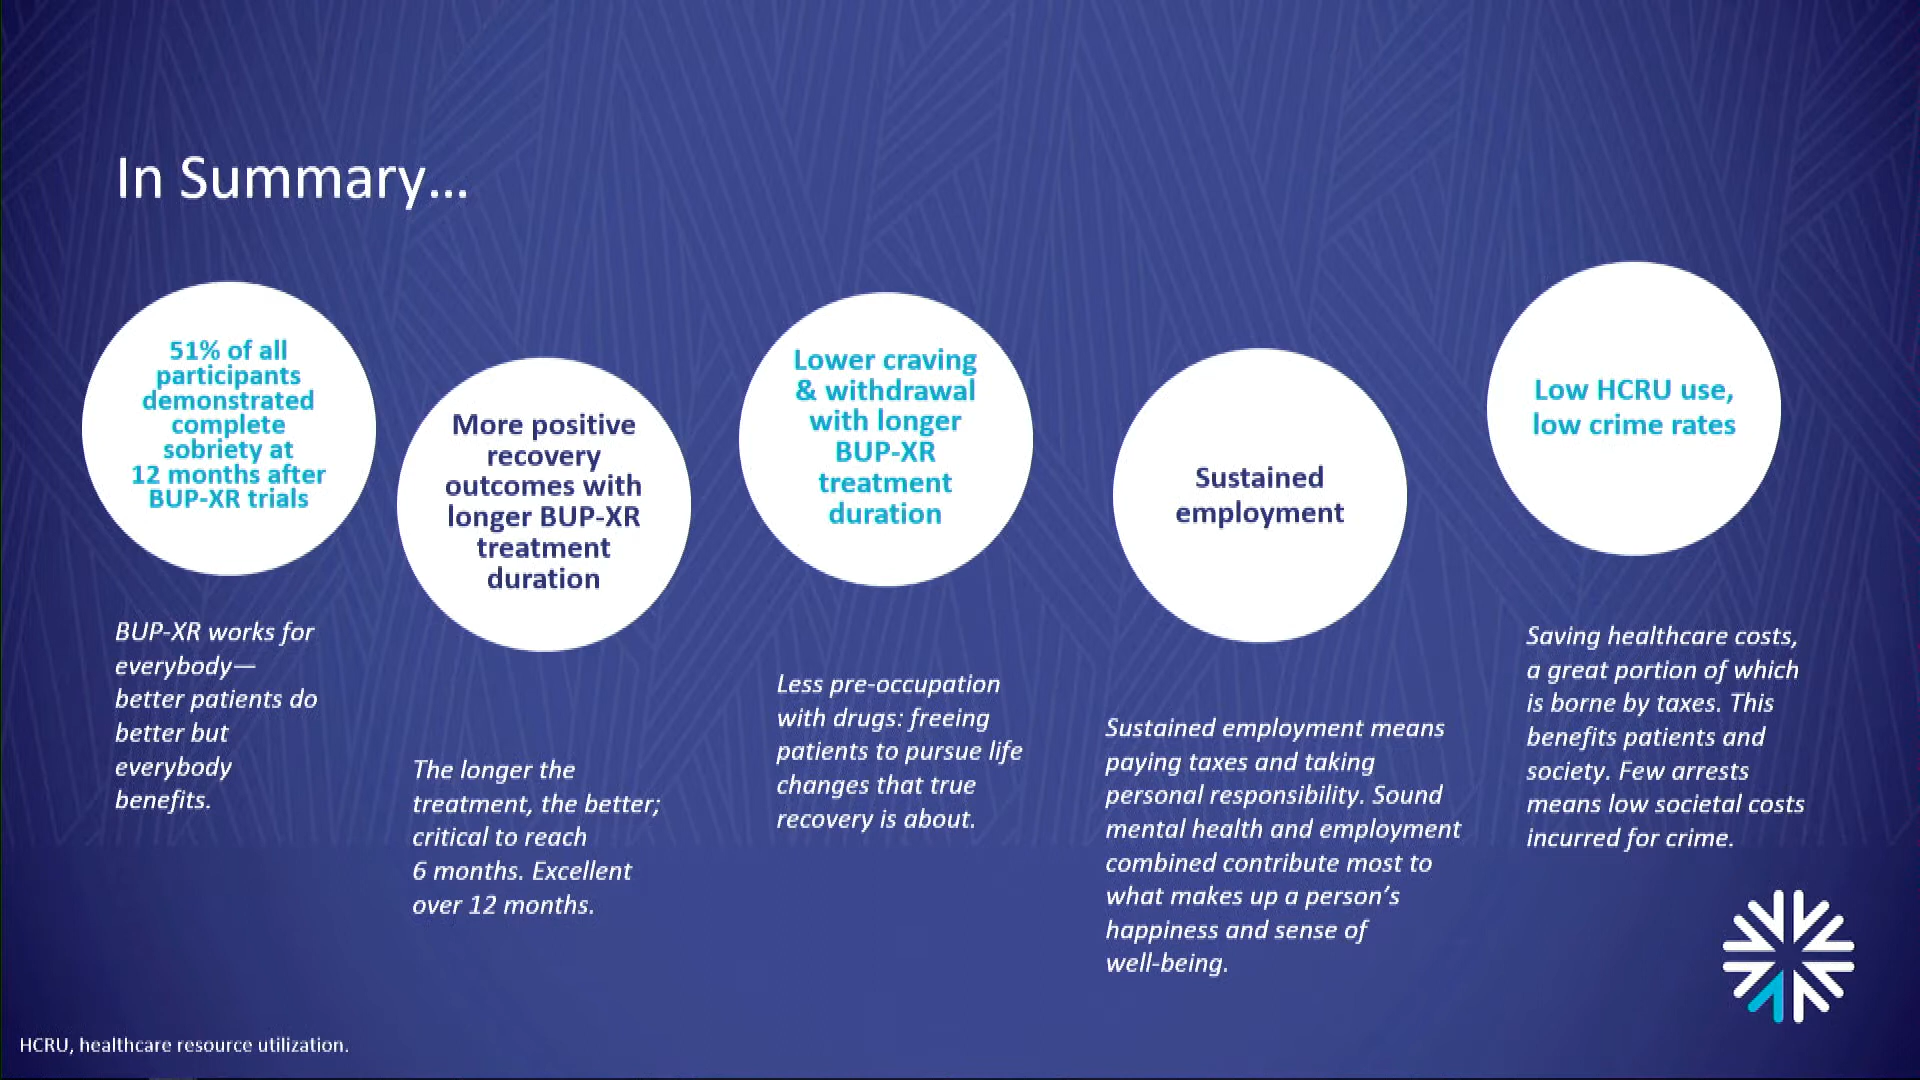 In Summary...
51% of all
participants
demonstrated
complete
sobriety at
12 months after
BUP-XR trials
BUP-XR works for
everybody—
better patients do
better but
everybody
benefits.
More positive
recovery
outcomes with
longer BUP-XR
treatment
duration
The longer the
treatment, the better;
critical to reach
6 months. Excellent
over 12 months.
Lower craving
& withdrawal
with longer
BUP-XR
treatment
duration
Less pre-occupation
with drugs: freeing
patients to pursue life
changes that true
recovery is about.
Sustained
employment
Sustained employment means
paying taxes and taking
personal responsibility. Sound
mental health and employment
combined contribute most to
what makes up a person's
happiness and sense of
well-being.
Low HCRU use,
low crime rates
Saving healthcare costs,
a great portion of which
is borne by taxes. This
benefits patients and
society. Few arrests
means low societal costs
incurred for crime.
HCRU, healthcare resource utilization.